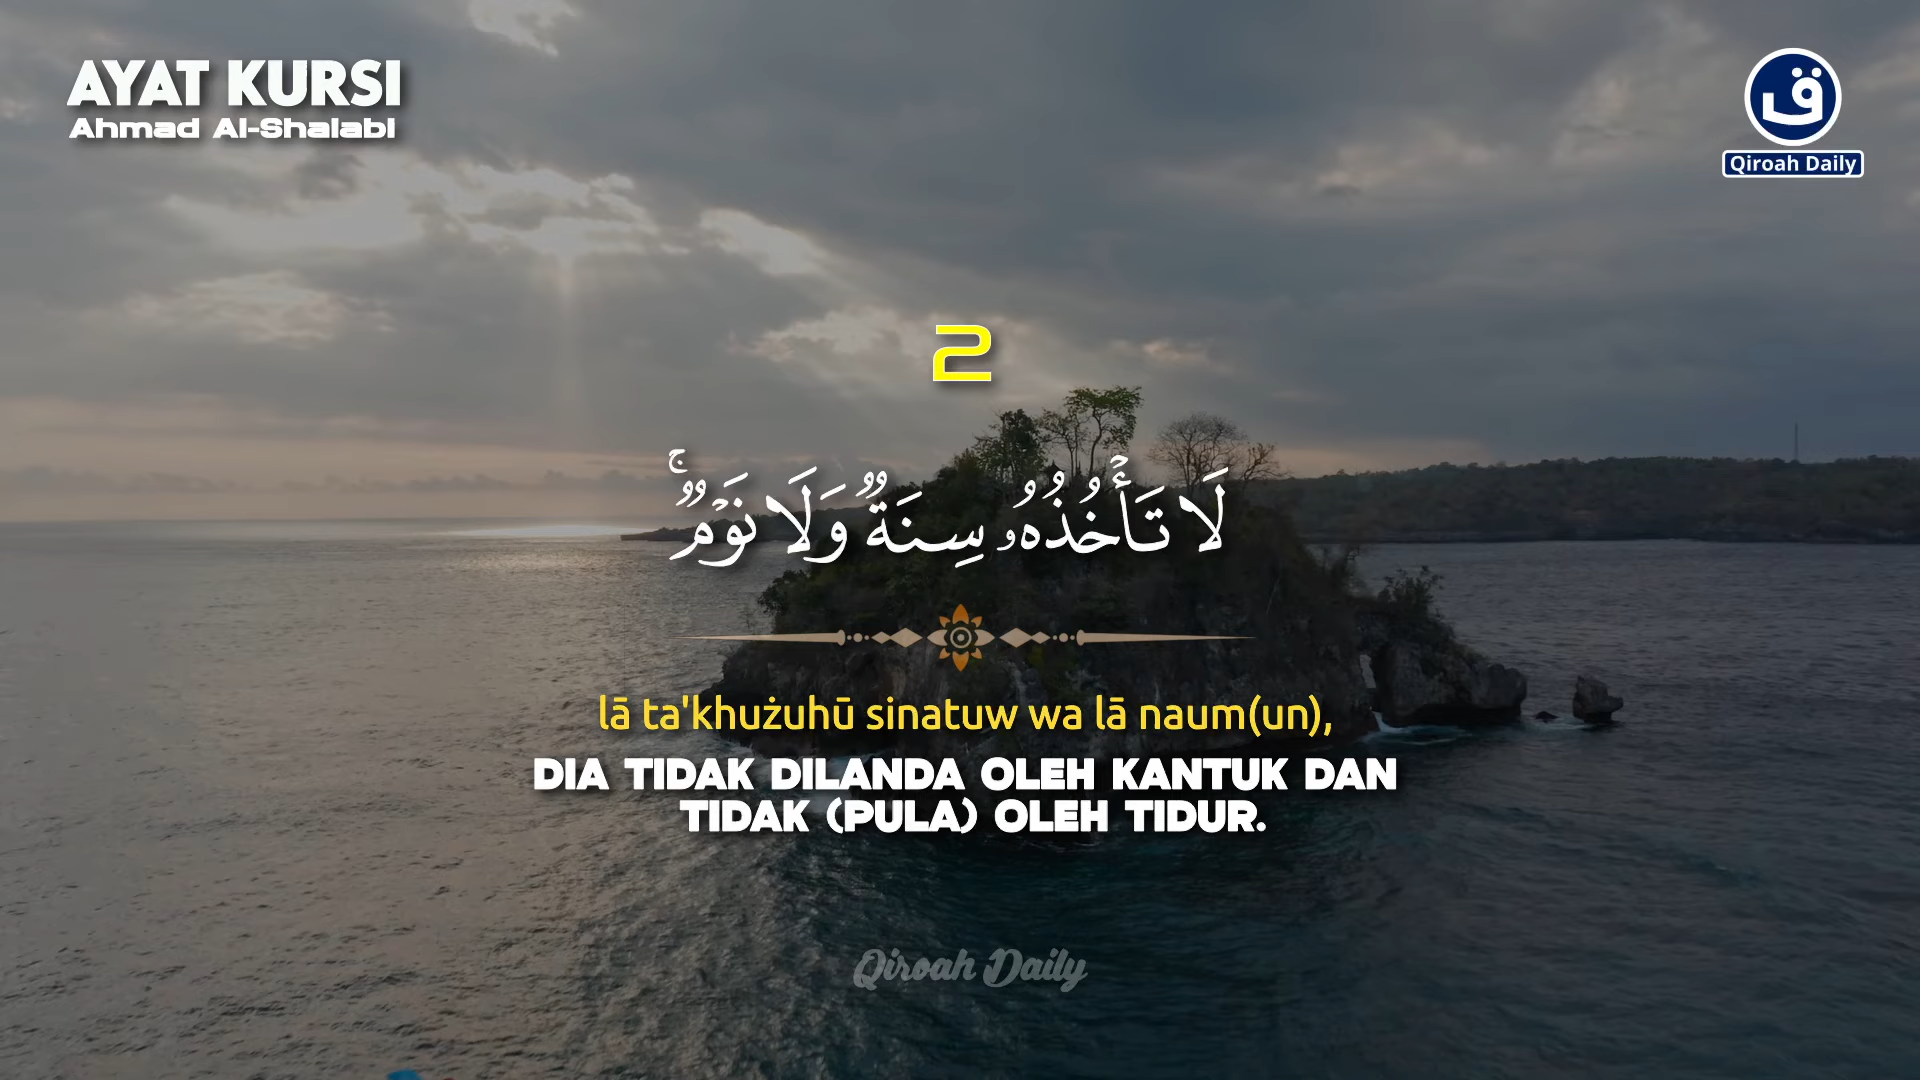 AYAT KURSI
Ahmad Al-Shalabi
ق
Qiroah Daily
2
لَا تَأْخُذُهُۥ سِنَةٌ وَلَا نَوْمٌ ۚ
lā ta'khużuhū sinatuw wa lā naum(un),
DIA TIDAK DILANDA OLEH KANTUK DAN
TIDAK (PULA) OLEH TIDUR.
Qiroah Daily